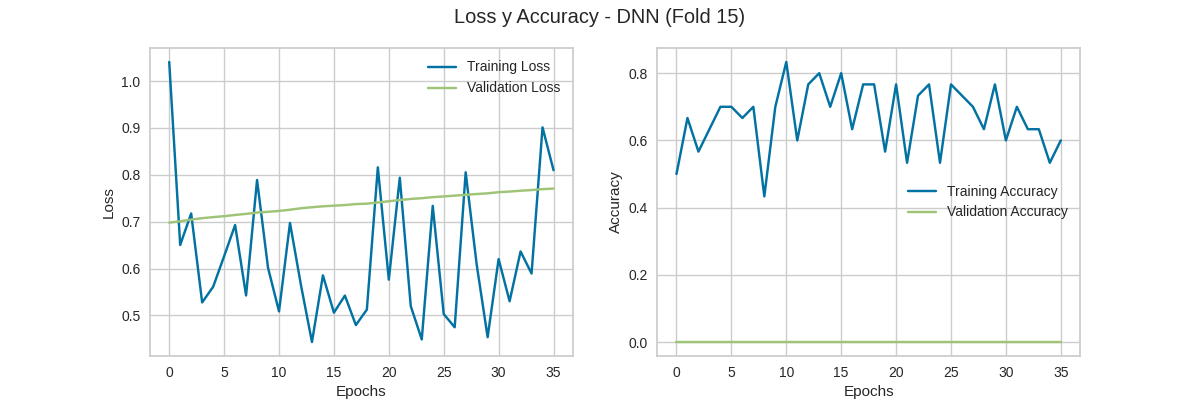 Loss y Accuracy - DNN (Fold 15)
Loss
1.0
0.9
0.8
0.7
0.6
0.5
0 5 10 15 20 25 30 35
Epochs
Training Loss
Validation Loss
Accuracy
0.8
0.6
0.4
0.2
0.0
0 5 10 15 20 25 30 35
Epochs
Training Accuracy
Validation Accuracy